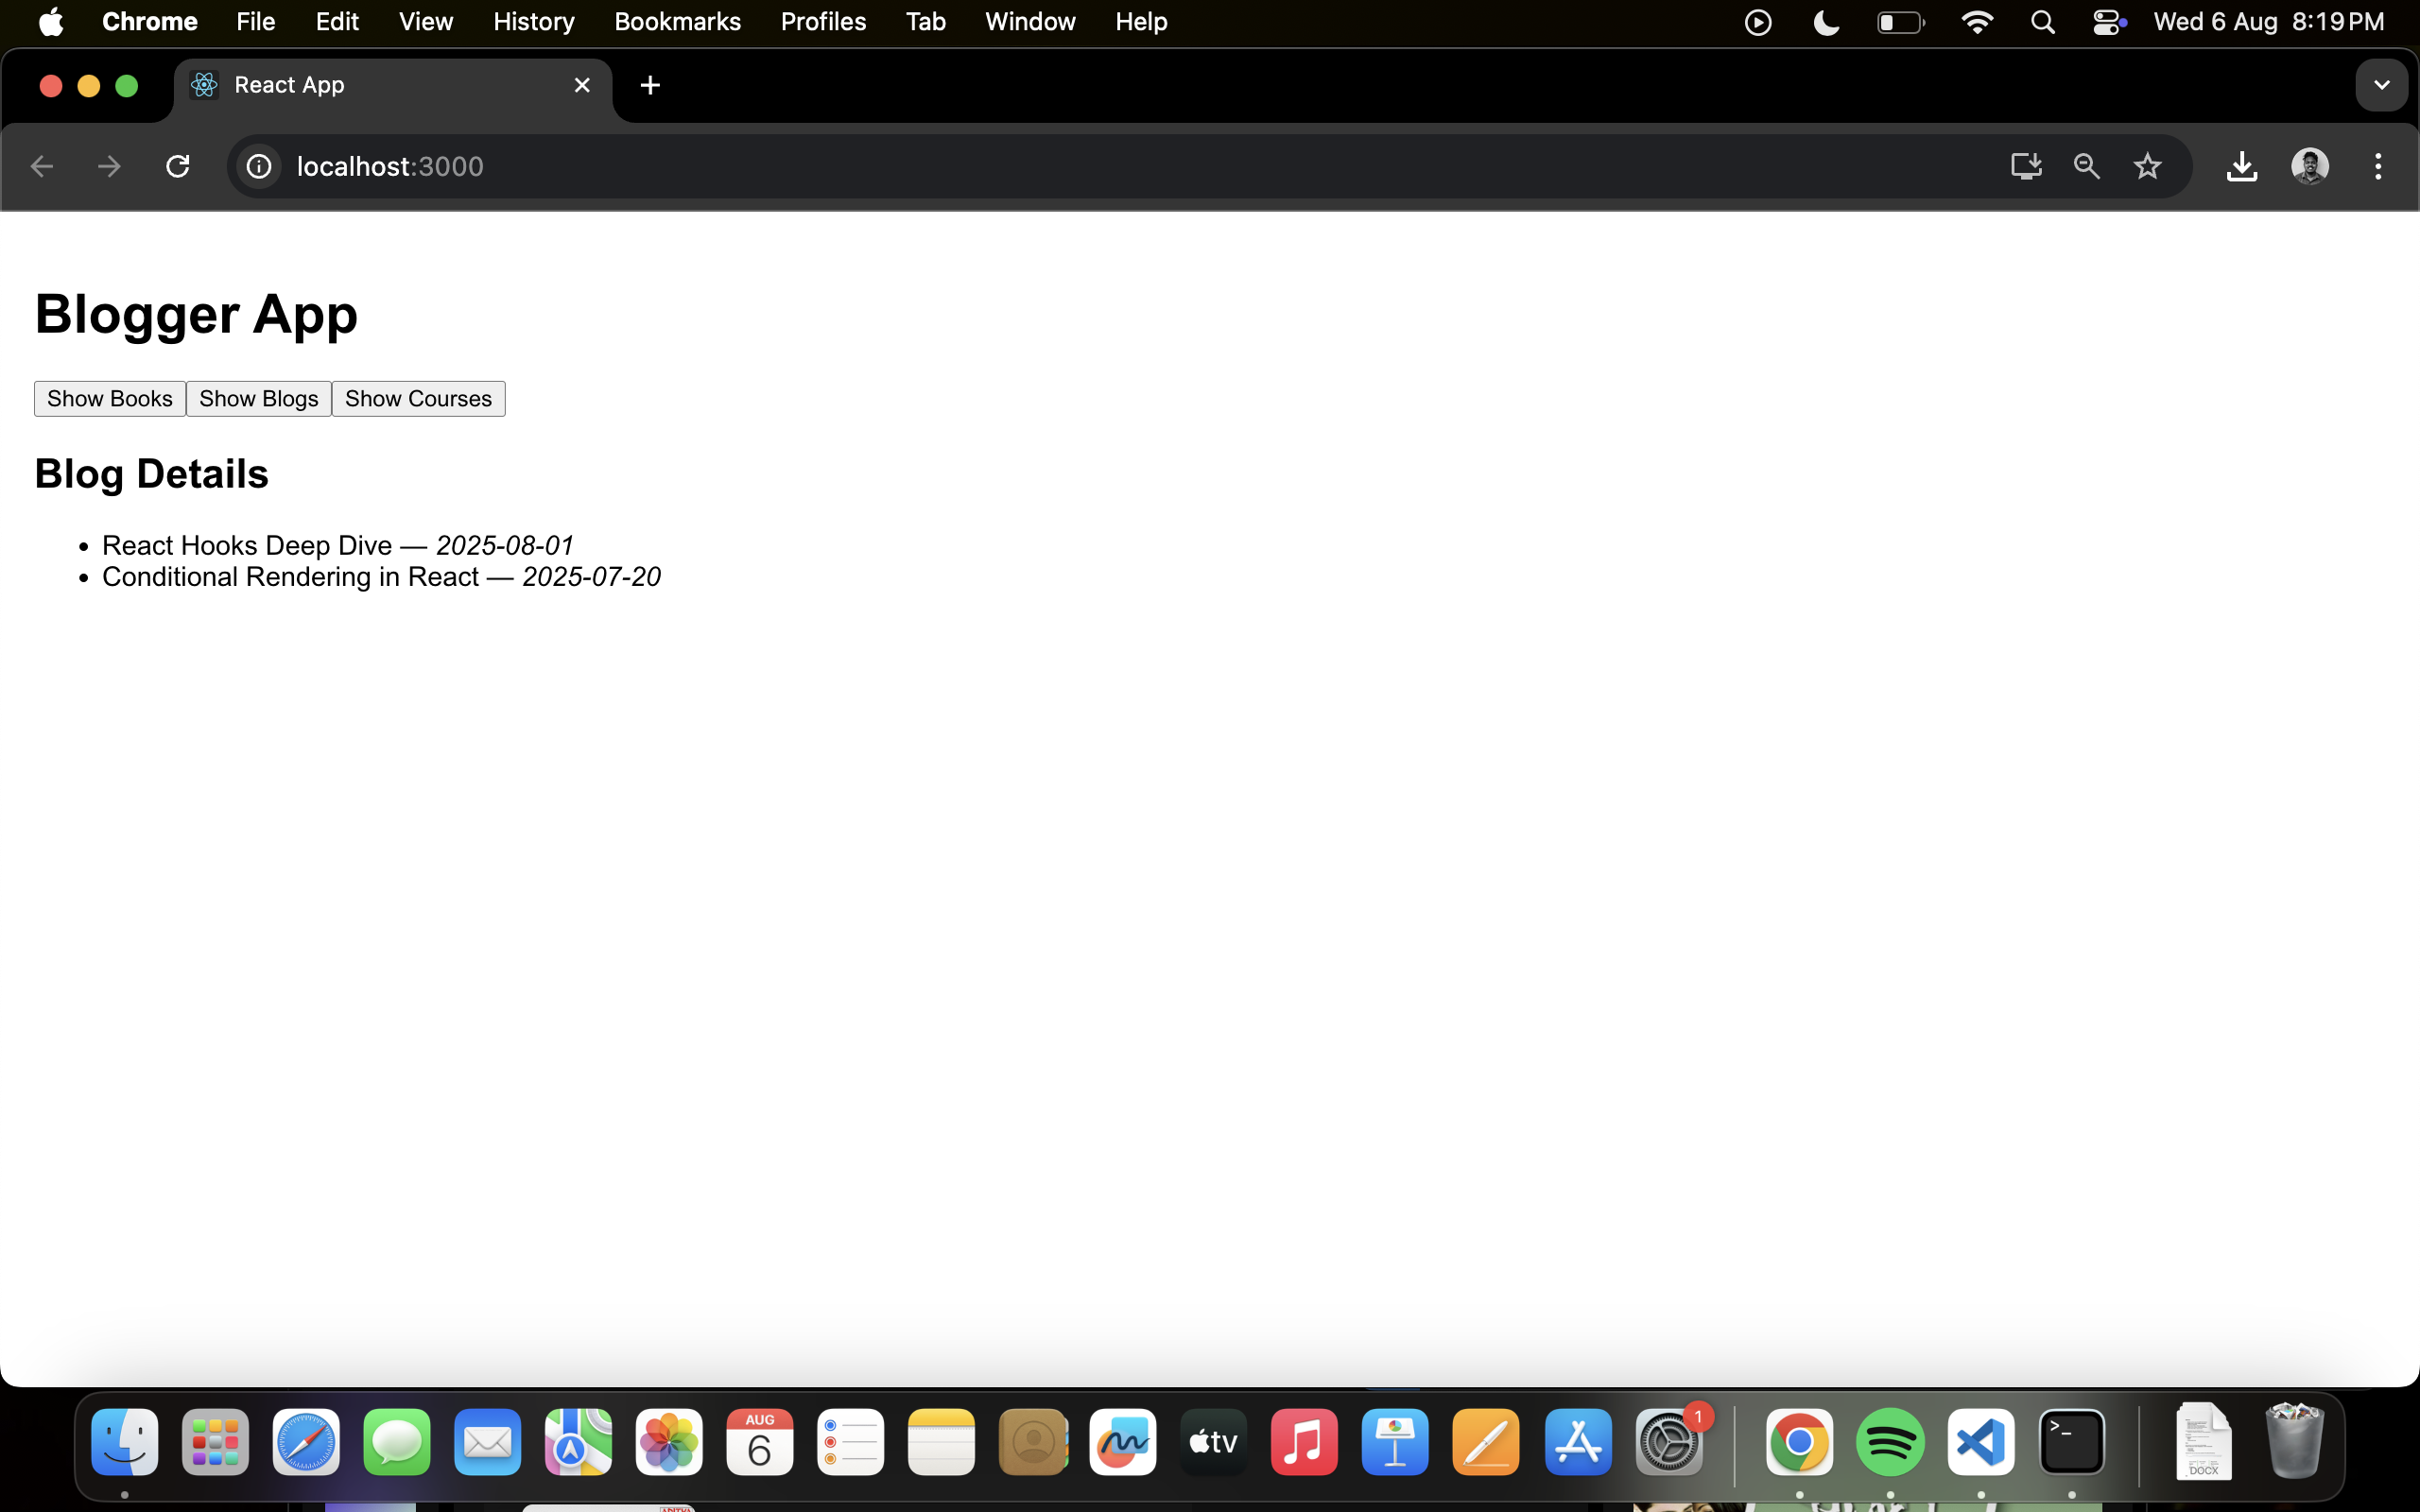 Chrome File Edit View History Bookmarks Profiles Tab Window Help Wed 6 Aug 8:19 PM
React App
localhost:3000
Blogger App
Show Books Show Blogs Show Courses
Blog Details
• React Hooks Deep Dive — 2025-08-01
• Conditional Rendering in React — 2025-07-20
AUG
6
tv
1
>_
DOCX
ADITYA